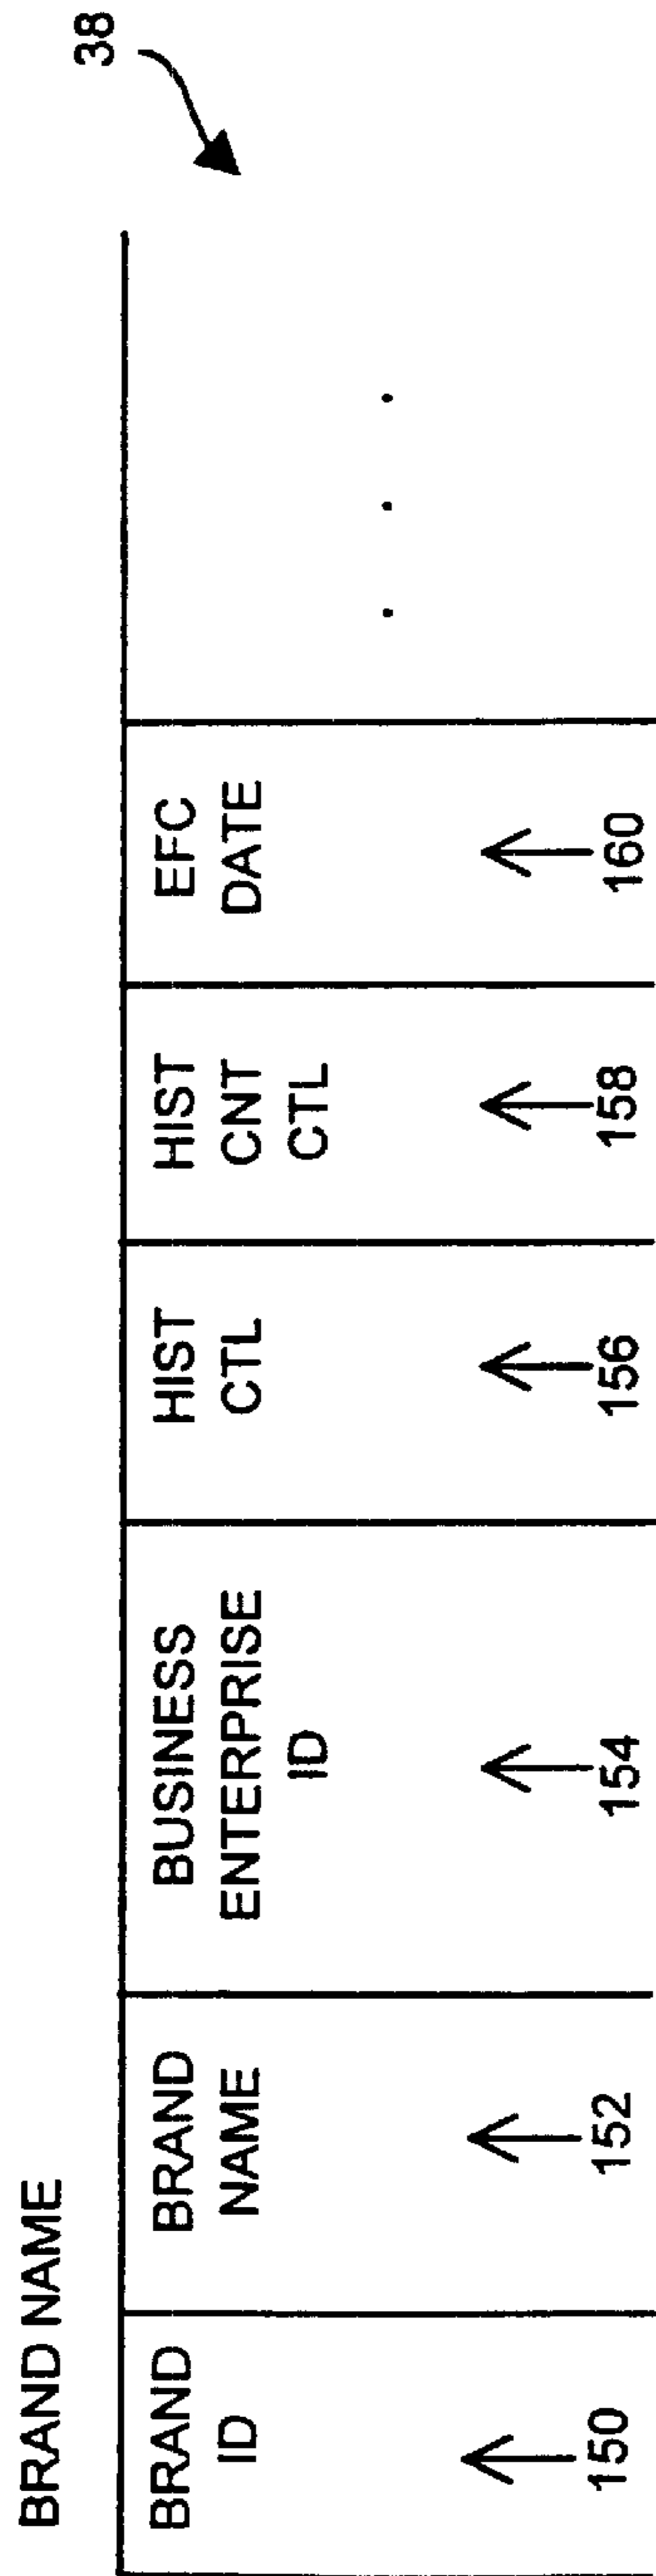 BRAND NAME
38
BRAND
ID
150
BRAND
NAME
152
BUSINESS
ENTERPRISE
ID
154
HIST
CTL
156
HIST
CNT
CTL
158
EFC
DATE
160
. . .